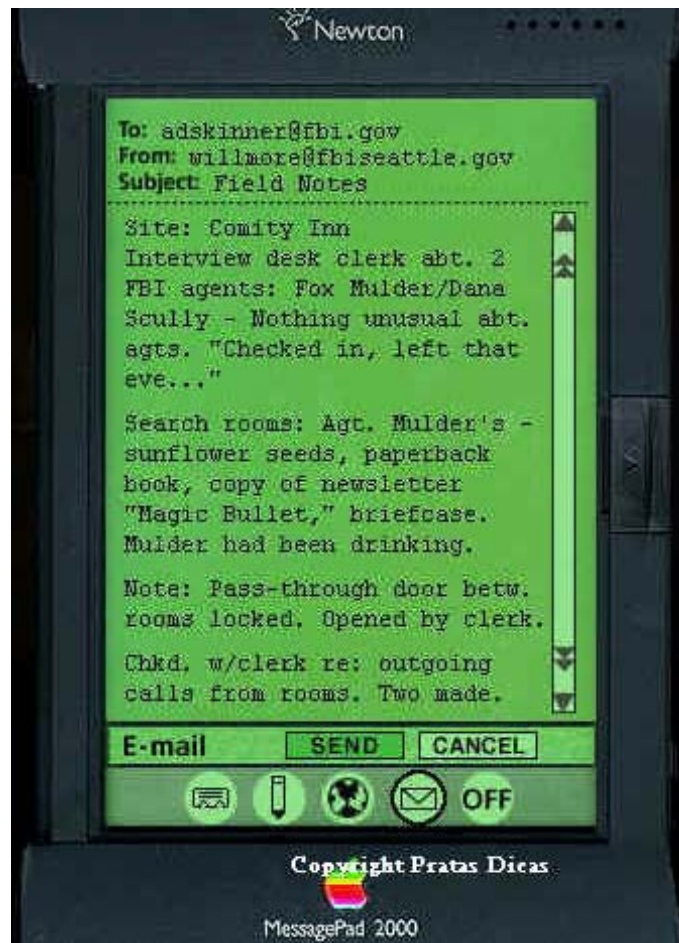 Newton
To: adskinner@fbi.gov
From: willmore@fbiseattle.gov
Subject: Field Notes
Site: Comity Inn
Interview desk clerk abt. 2
FBI agents: Fox Mulder/Dana
Scully - Nothing unusual abt.
agts. "Checked in, left that
eve..."
Search rooms: Agt. Mulder's -
sunflower seeds, paperback
book, copy of newsletter
"Magic Bullet," briefcase.
Mulder had been drinking.
Note: Pass-through door betw.
rooms locked. Opened by clerk.
Chkd. w/clerk re: outgoing
calls from rooms. Two made.
E-mail SEND CANCEL
OFF
Copyright Pratas Dicas
MessagePad 2000